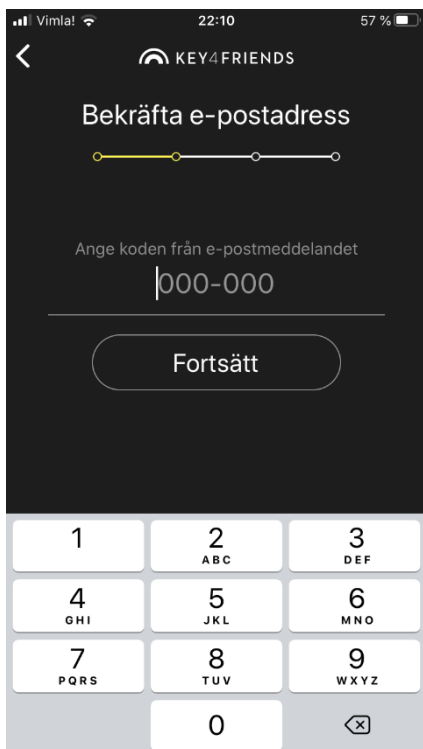 Vimla! 22:10 57 %
KEY4FRIENDS
Bekräfta e-postadress
Ange koden från e-postmeddelandet
000-000
Fortsätt
1 2 3
ABC DEF
4 5 6
GHI JKL MNO
7 8 9
PQRS TUV WXYZ
0